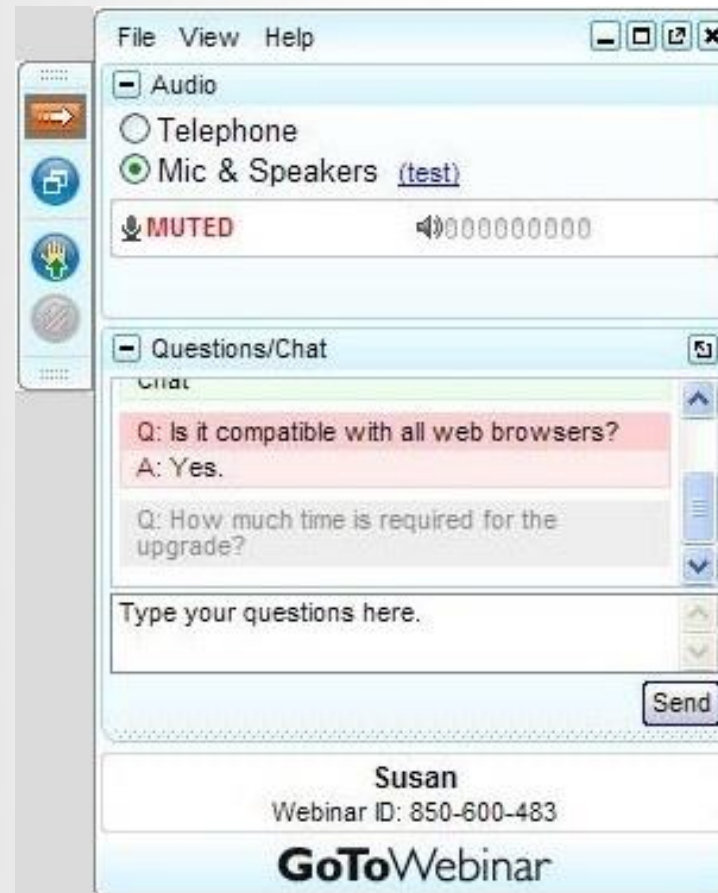 File View Help
Audio
Telephone
Mic & Speakers (test)
MUTED
Questions/Chat
Chat
Q: Is it compatible with all web browsers?
A: Yes.
Q: How much time is required for the
upgrade?
Type your questions here.
Send
Susan
Webinar ID: 850-600-483
GoToWebinar